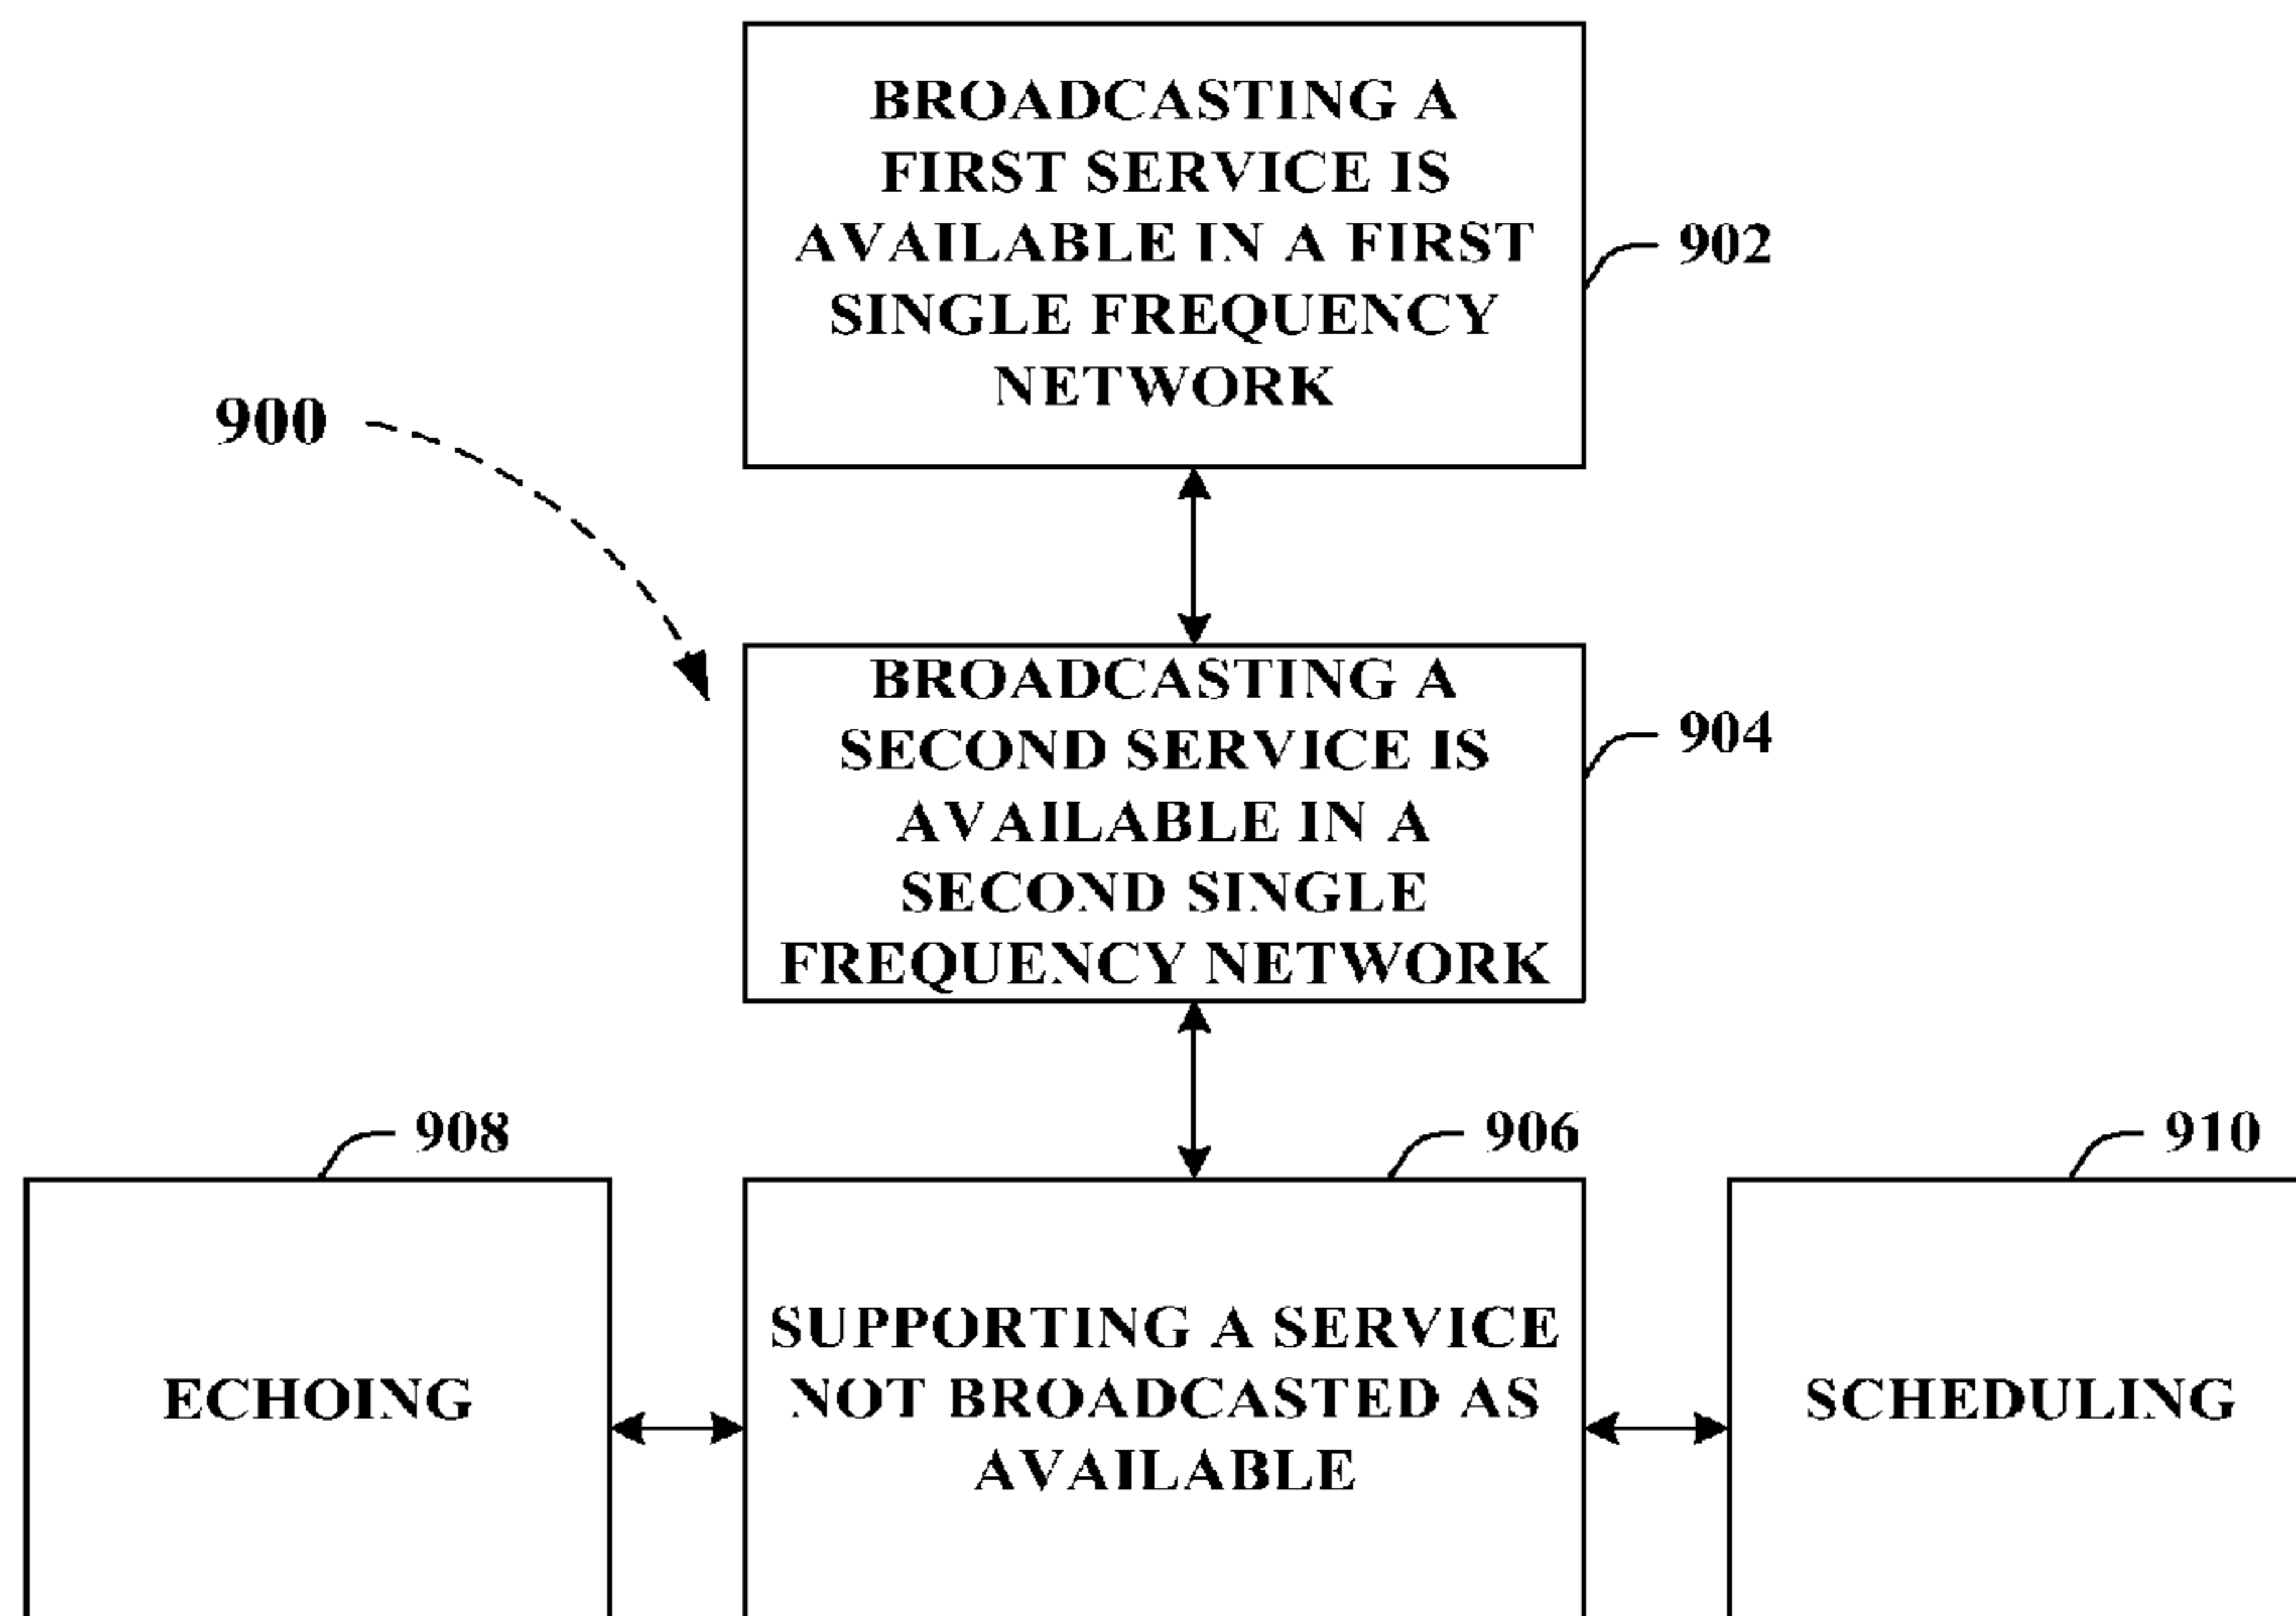 BROADCASTING A
FIRST SERVICE IS
AVAILABLE IN A FIRST
SINGLE FREQUENCY
NETWORK
902
900
BROADCASTING A
SECOND SERVICE IS
AVAILABLE IN A
SECOND SINGLE
FREQUENCY NETWORK
904
908
906
910
ECHOING
SUPPORTING A SERVICE
NOT BROADCASTED AS
AVAILABLE
SCHEDULING